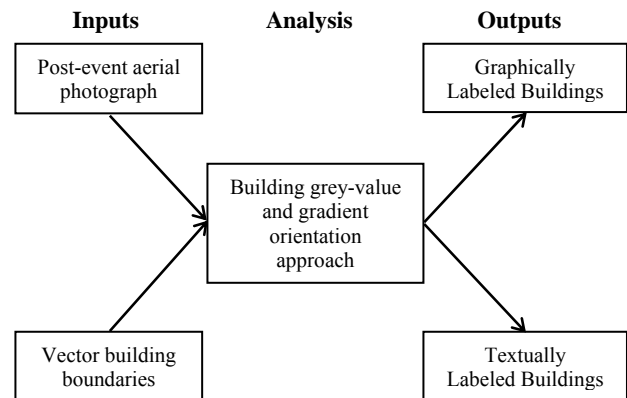 Inputs
Analysis
Outputs
Post-event aerial
photograph
Graphically
Labeled Buildings
Building grey-value
and gradient
orientation
approach
Vector building
boundaries
Textually
Labeled Buildings